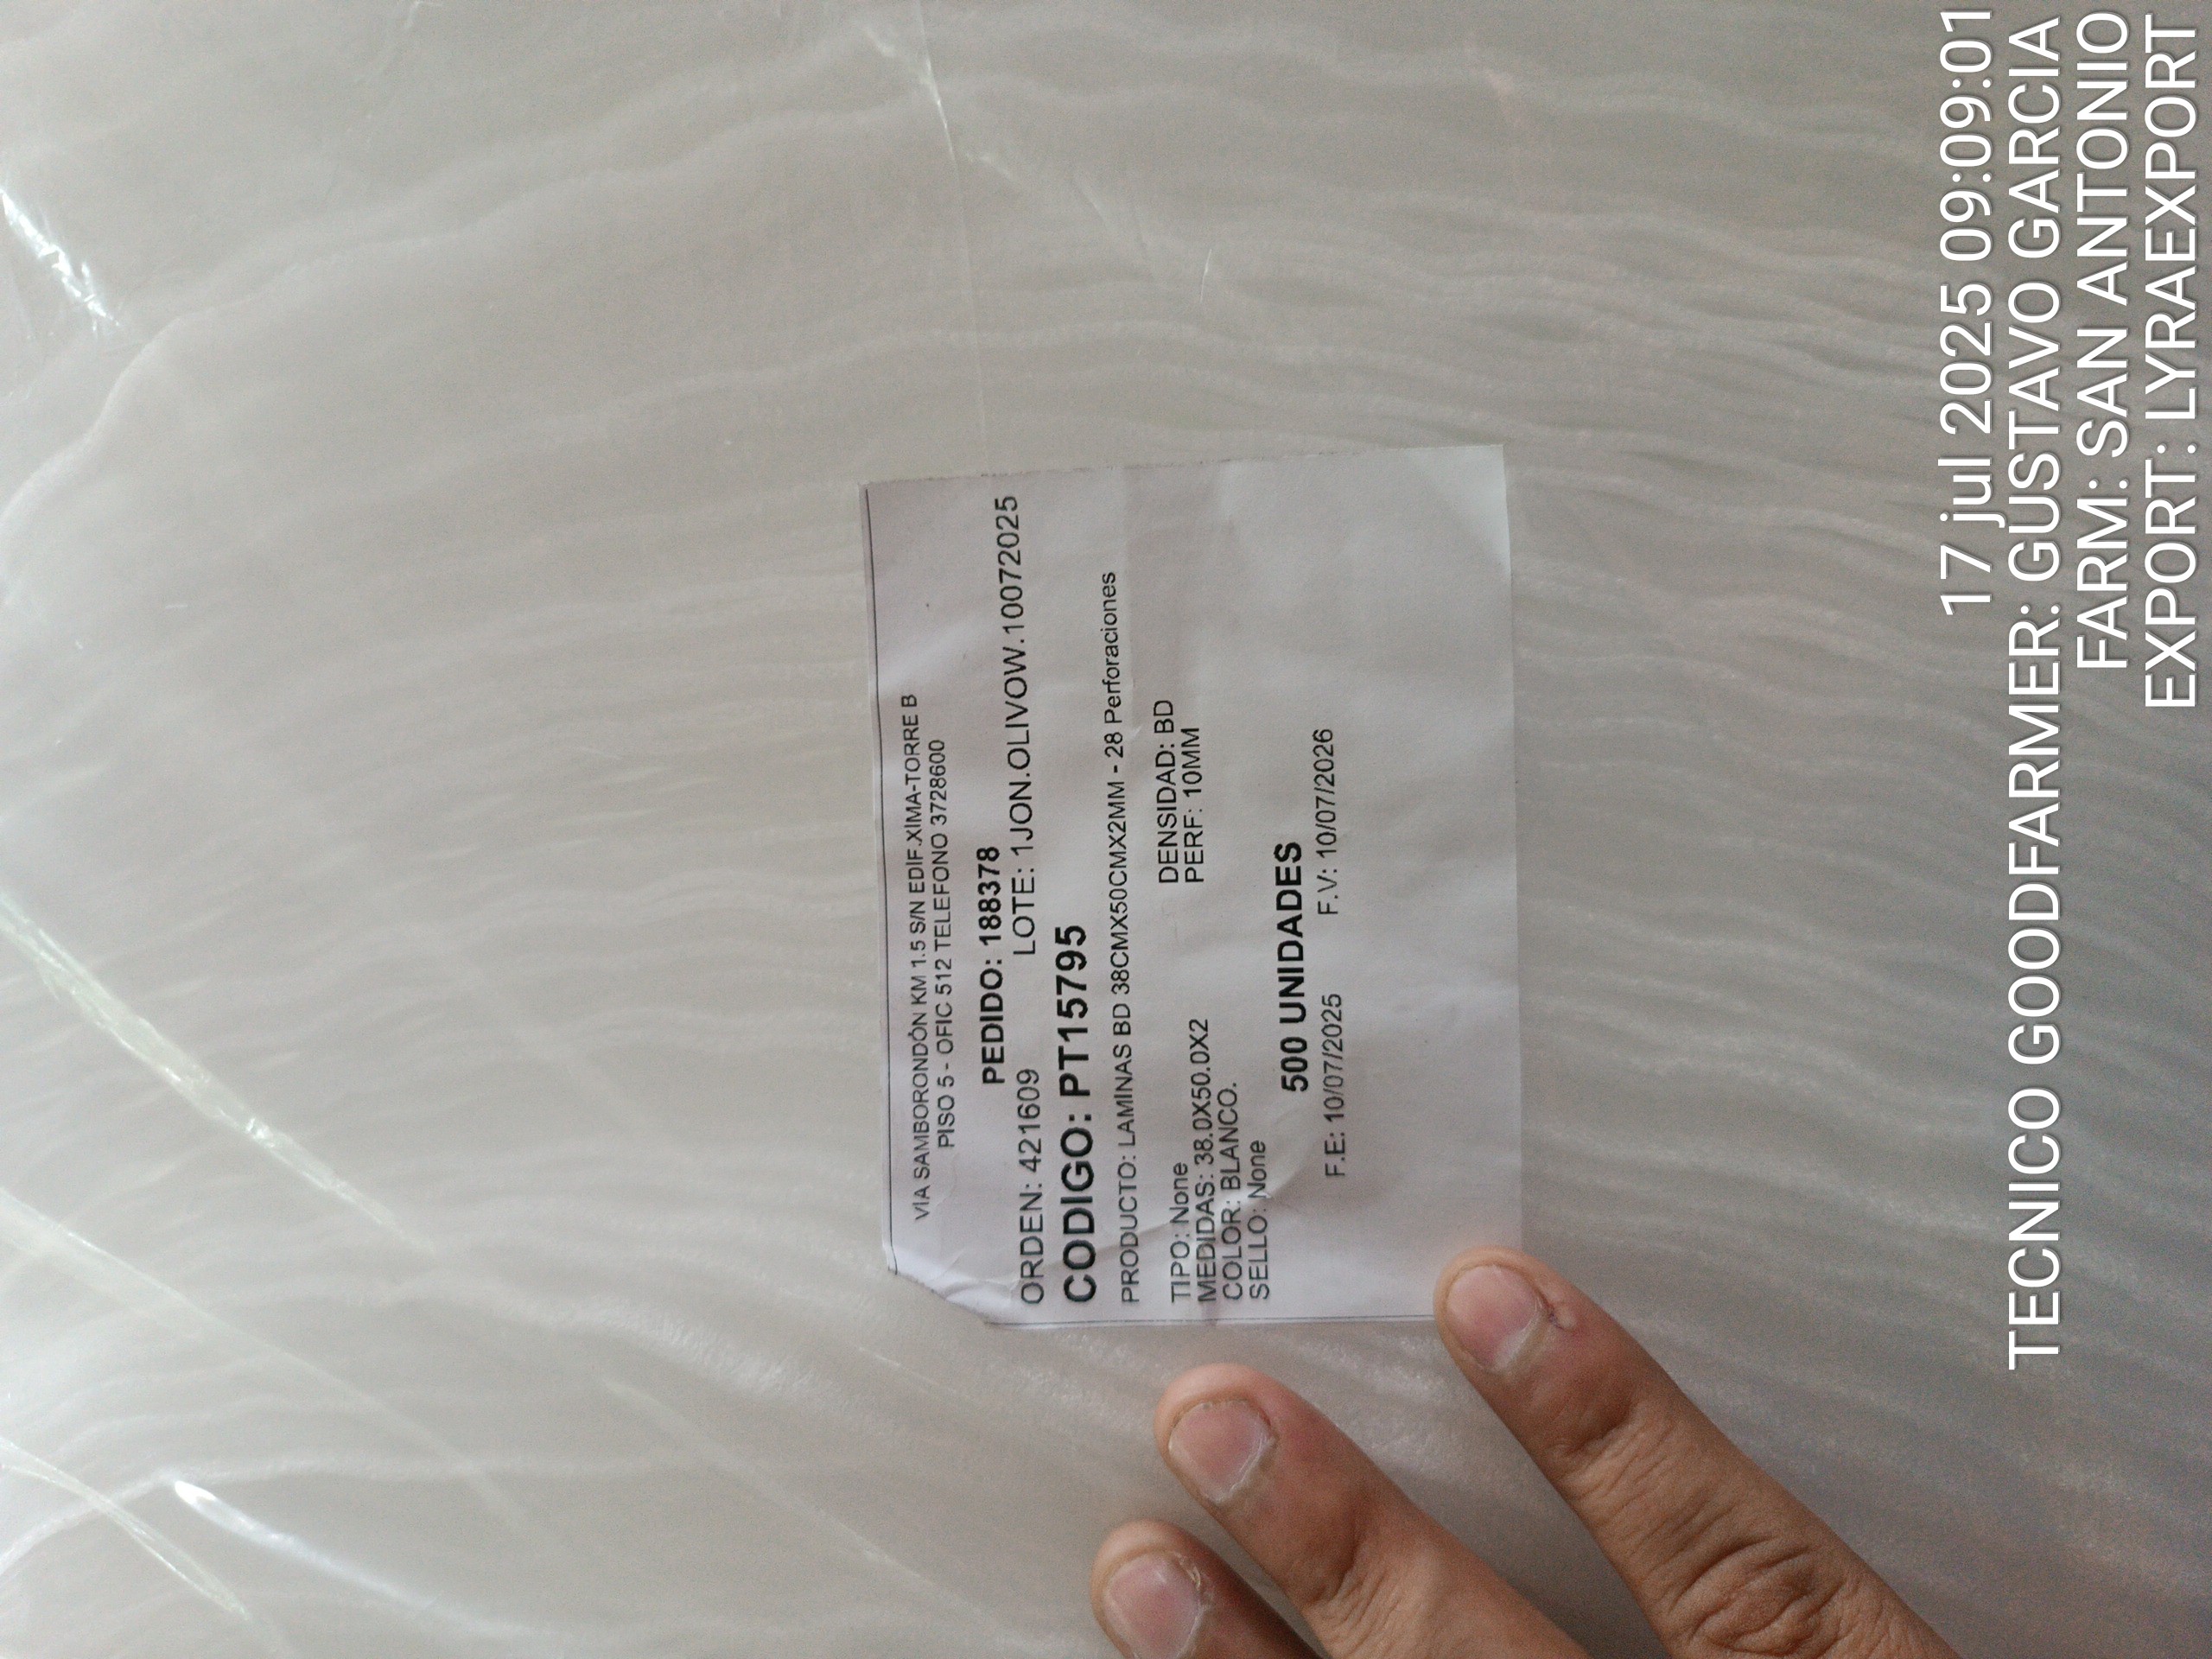 VIA SAMBORONDÓN KM 1.5 S/N EDIF.XIMA-TORRE B
PISO 5 - OFIC 512 TELEFONO 3728600
PEDIDO: 188378
ORDEN: 421609 LOTE: 1JON.OLIVOW.10072025
CODIGO: PT15795
PRODUCTO: LAMINAS BD 38CMX50CMX2MM - 28 Perforaciones
TIPO: None DENSIDAD: BD
MEDIDAS: 38.0X50.0X2 PERF: 10MM
COLOR: BLANCO.
SELLO: None
500 UNIDADES
F.E: 10/07/2025 F.V: 10/07/2026
17 jul 2025 09:09:01
TECNICO GOODFARMER: GUSTAVO GARCIA
FARM: SAN ANTONIO
EXPORT: LYRAEXPORT